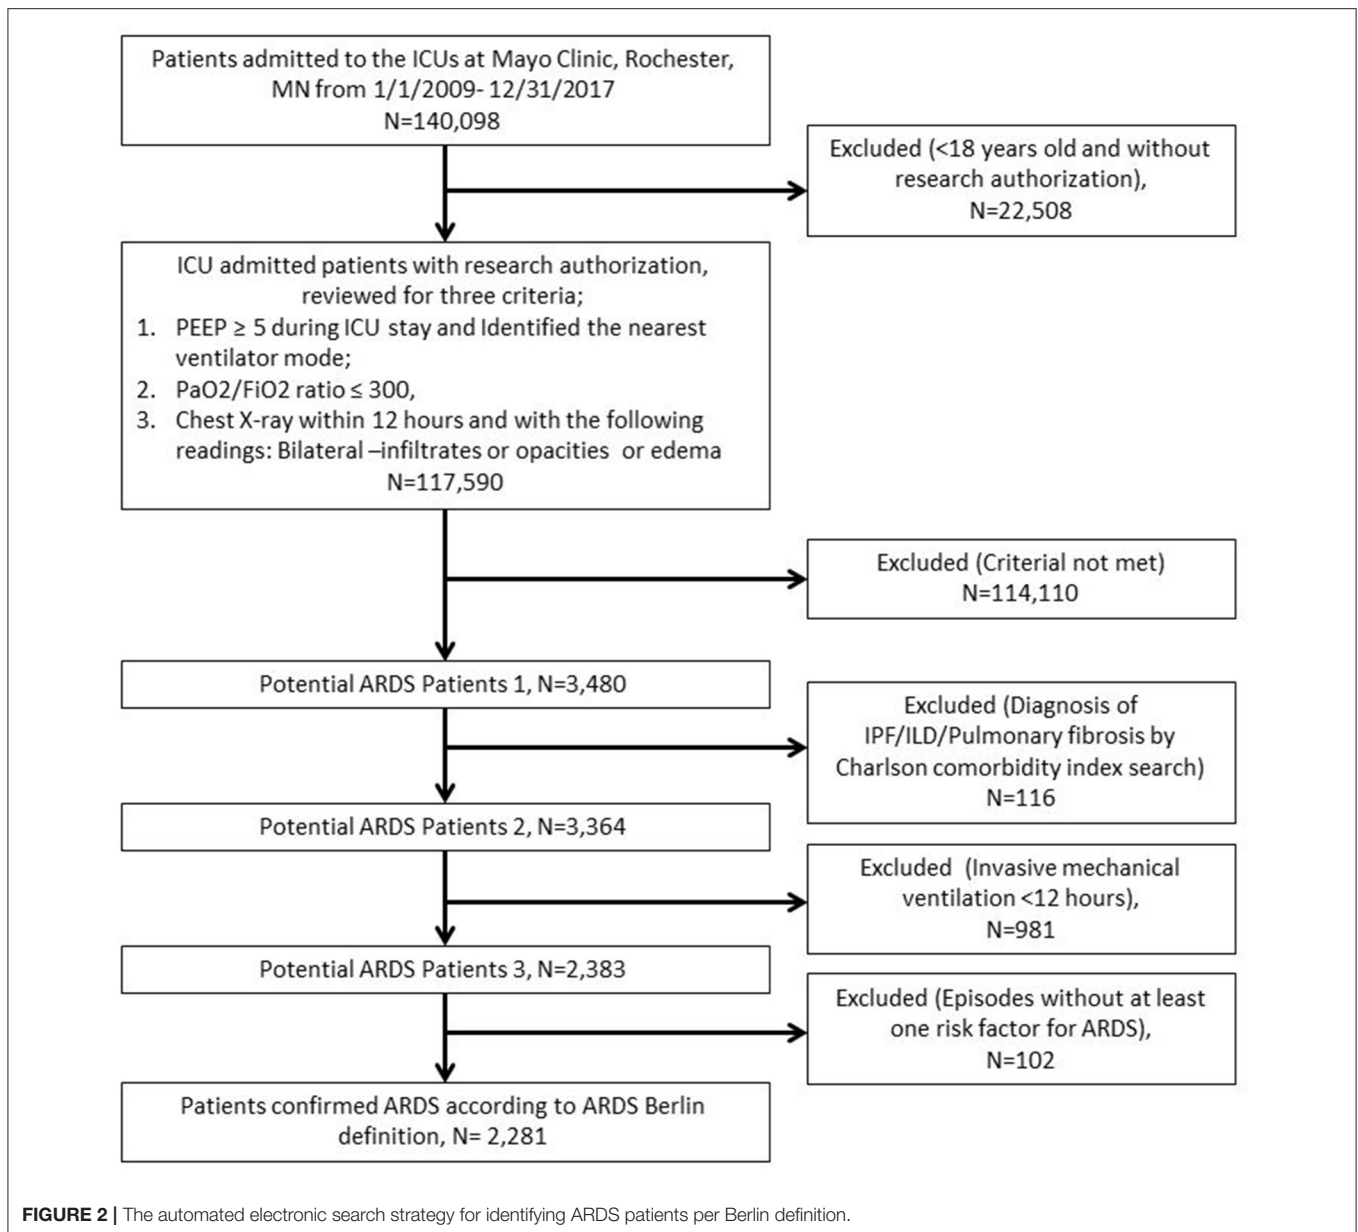 Patients admitted to the ICUs at Mayo Clinic, Rochester,
MN from 1/1/2009- 12/31/2017
N=140,098
Excluded (<18 years old and without
research authorization),
N=22,508
ICU admitted patients with research authorization,
reviewed for three criteria;
1. PEEP ≥ 5 during ICU stay and Identified the nearest
ventilator mode;
2. PaO2/FiO2 ratio ≤ 300,
3. Chest X-ray within 12 hours and with the following
readings: Bilateral –infiltrates or opacities or edema
N=117,590
Excluded (Criterial not met)
N=114,110
Potential ARDS Patients 1, N=3,480
Excluded (Diagnosis of
IPF/ILD/Pulmonary fibrosis by
Charlson comorbidity index search)
N=116
Potential ARDS Patients 2, N=3,364
Excluded (Invasive mechanical
ventilation <12 hours),
N=981
Potential ARDS Patients 3, N=2,383
Excluded (Episodes without at least
one risk factor for ARDS),
N=102
Patients confirmed ARDS according to ARDS Berlin
definition, N= 2,281
FIGURE 2 | The automated electronic search strategy for identifying ARDS patients per Berlin definition.